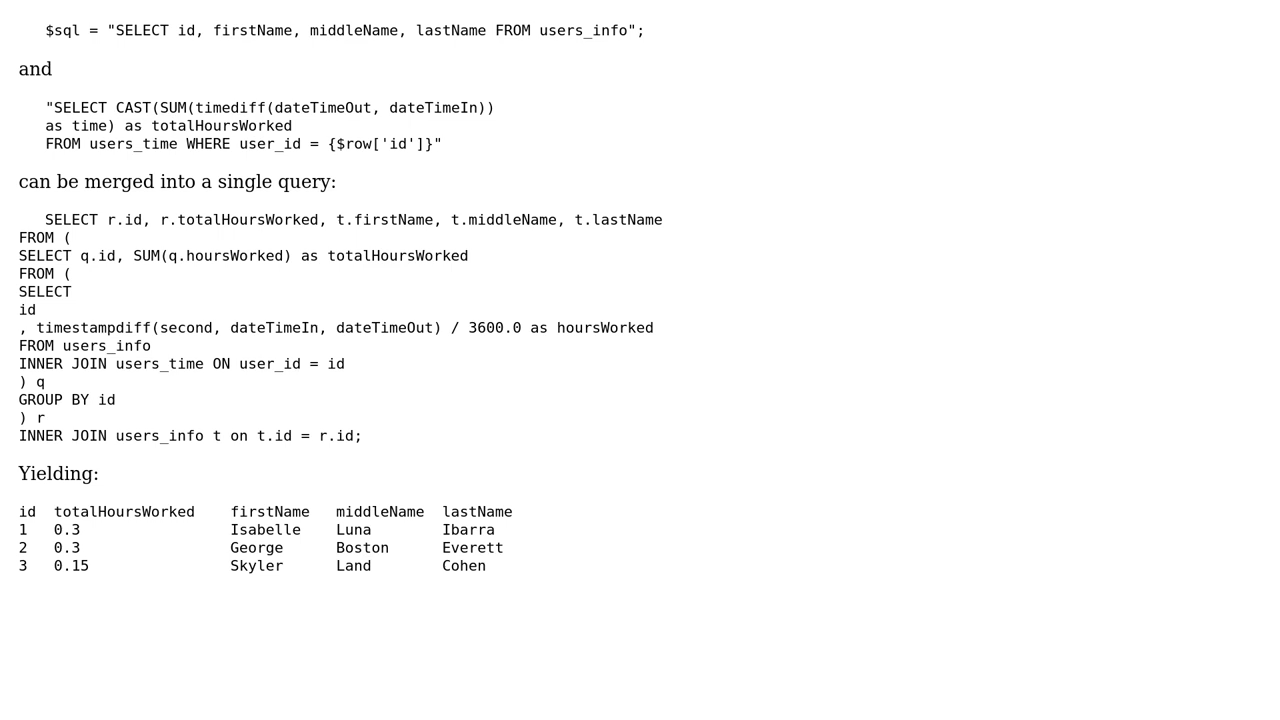 $sql = "SELECT id, firstName, middleName, lastName FROM users_info";
and
"SELECT CAST(SUM(timediff(dateTimeOut, dateTimeIn))
as time) as totalHoursWorked
FROM users_time WHERE user_id = {$row['id']}"
can be merged into a single query:
SELECT r.id, r.totalHoursWorked, t.firstName, t.middleName, t.lastName
FROM (
SELECT q.id, SUM(q.hoursWorked) as totalHoursWorked
FROM (
SELECT
id
, timestampdiff(second, dateTimeIn, dateTimeOut) / 3600.0 as hoursWorked
FROM users_info
INNER JOIN users_time ON user_id = id
) q
GROUP BY id
) r
INNER JOIN users_info t on t.id = r.id;
Yielding:
id  totalHoursWorked    firstName   middleName  lastName
1   0.3                 Isabelle    Luna        Ibarra
2   0.3                 George      Boston      Everett
3   0.15                Skyler      Land        Cohen